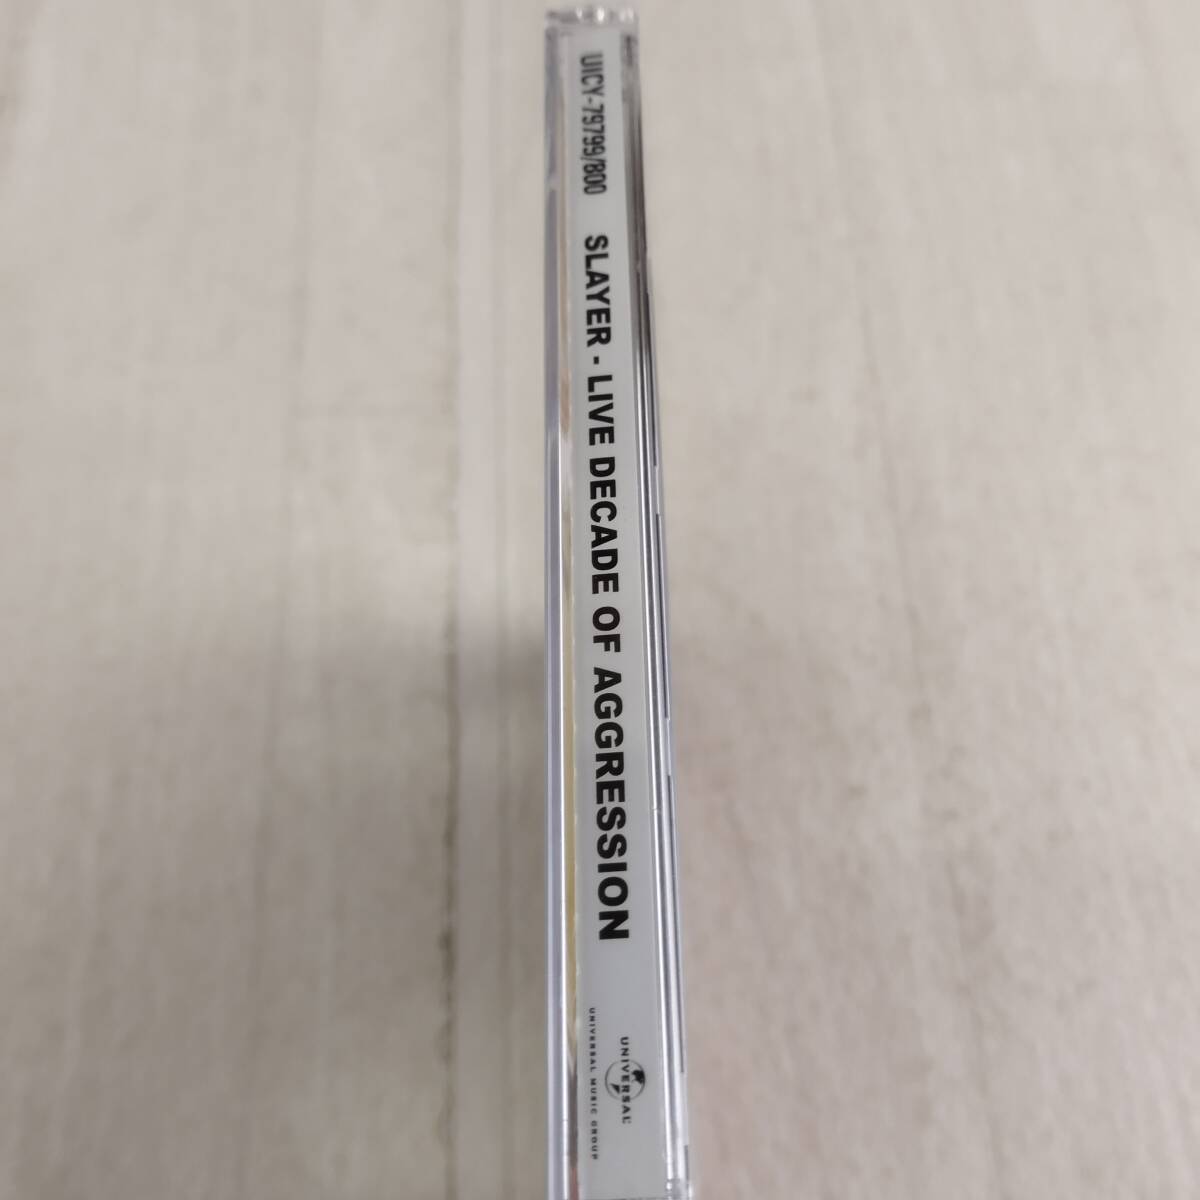 UICY-79799/800
SLAYER - LIVE DECADE OF AGGRESSION
UNIVERSAL
UNIVERSAL MUSIC GROUP